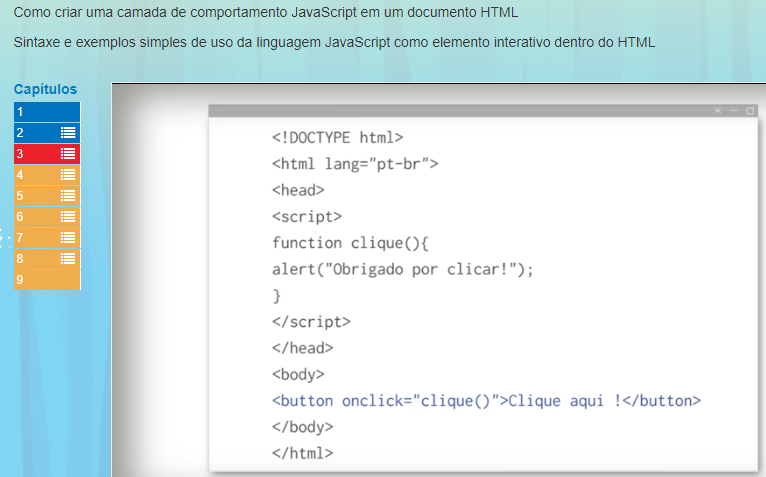 Como criar uma camada de comportamento JavaScript em um documento HTML
Sintaxe e exemplos simples de uso da linguagem JavaScript como elemento interativo dentro do HTML
Capítulos
1
2
3
4
5
6
7
8
9
<!DOCTYPE html>
<html lang="pt-br">
<head>
<script>
function clique(){
alert("Obrigado por clicar!");
}
</script>
</head>
<body>
<button onclick="clique()">Clique aqui !</button>
</body>
</html>